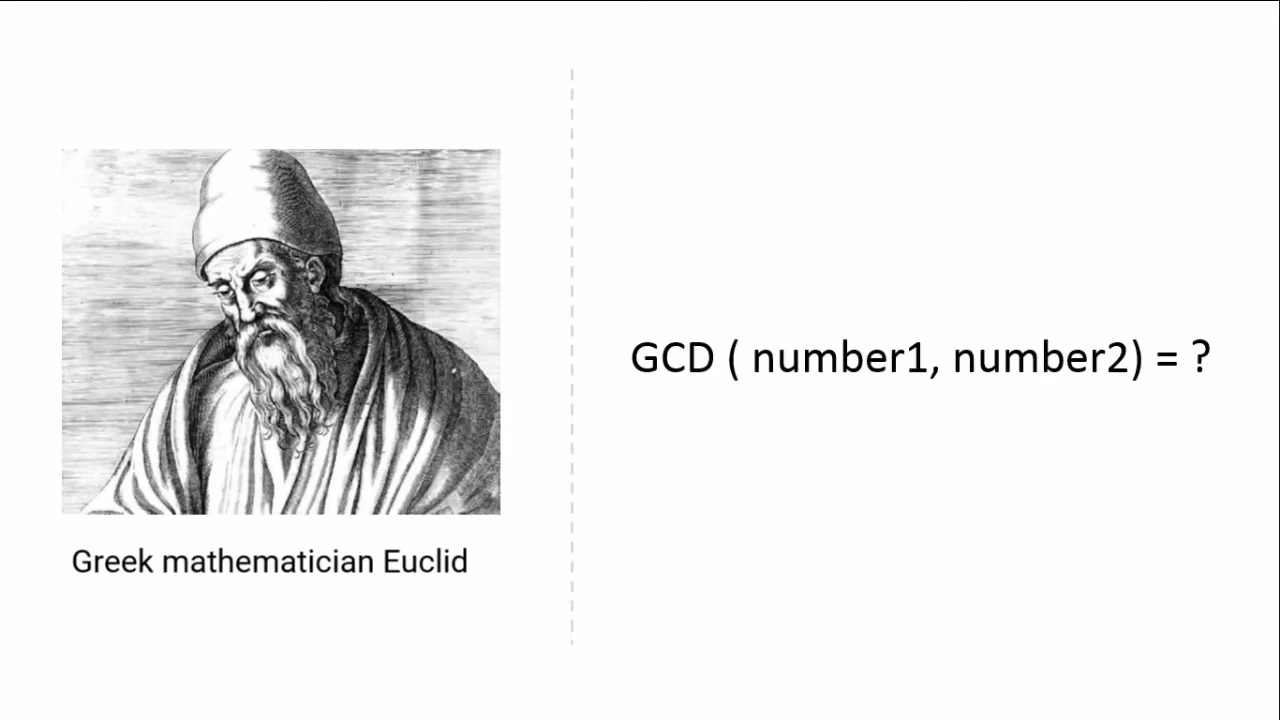 Greek mathematician Euclid
GCD ( number1, number2) = ?